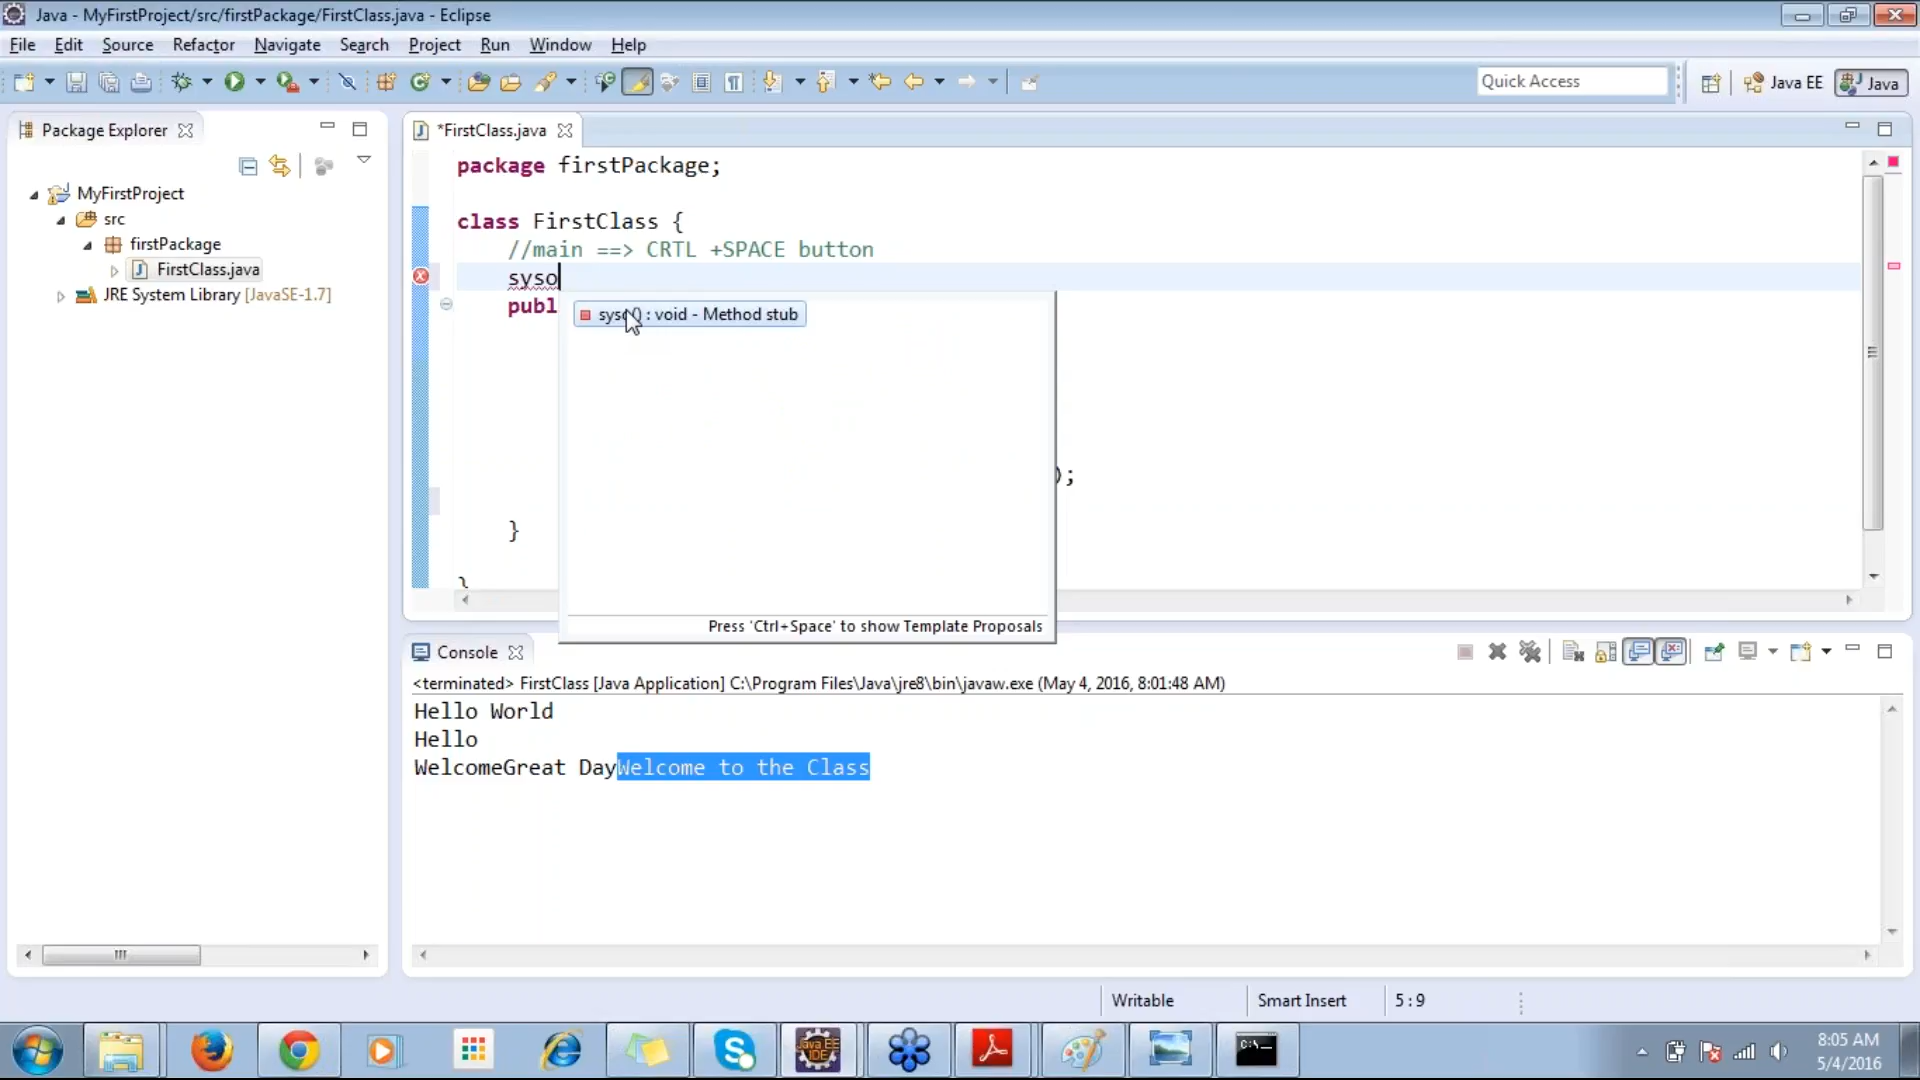 Java - MyFirstProject/src/firstPackage/FirstClass.java - Eclipse
File Edit Source Refactor Navigate Search Project Run Window Help
Quick Access
Java EE
Java
Package Explorer
MyFirstProject
src
firstPackage
FirstClass.java
JRE System Library [JavaSE-1.7]
*FirstClass.java
package firstPackage;
class FirstClass {
//main ==> CRTL +SPACE button
syso
publ
);
}
}
: void - Method stub
Press 'Ctrl+Space' to show Template Proposals
Console
<terminated> FirstClass [Java Application] C:\Program Files\Java\jre8\bin\javaw.exe (May 4, 2016, 8:01:48 AM)
Hello World
Hello
WelcomeGreat DayWelcome to the Class
Writable
Smart Insert
5 : 9
Java EE
IDE
C:\_
8:05 AM
5/4/2016